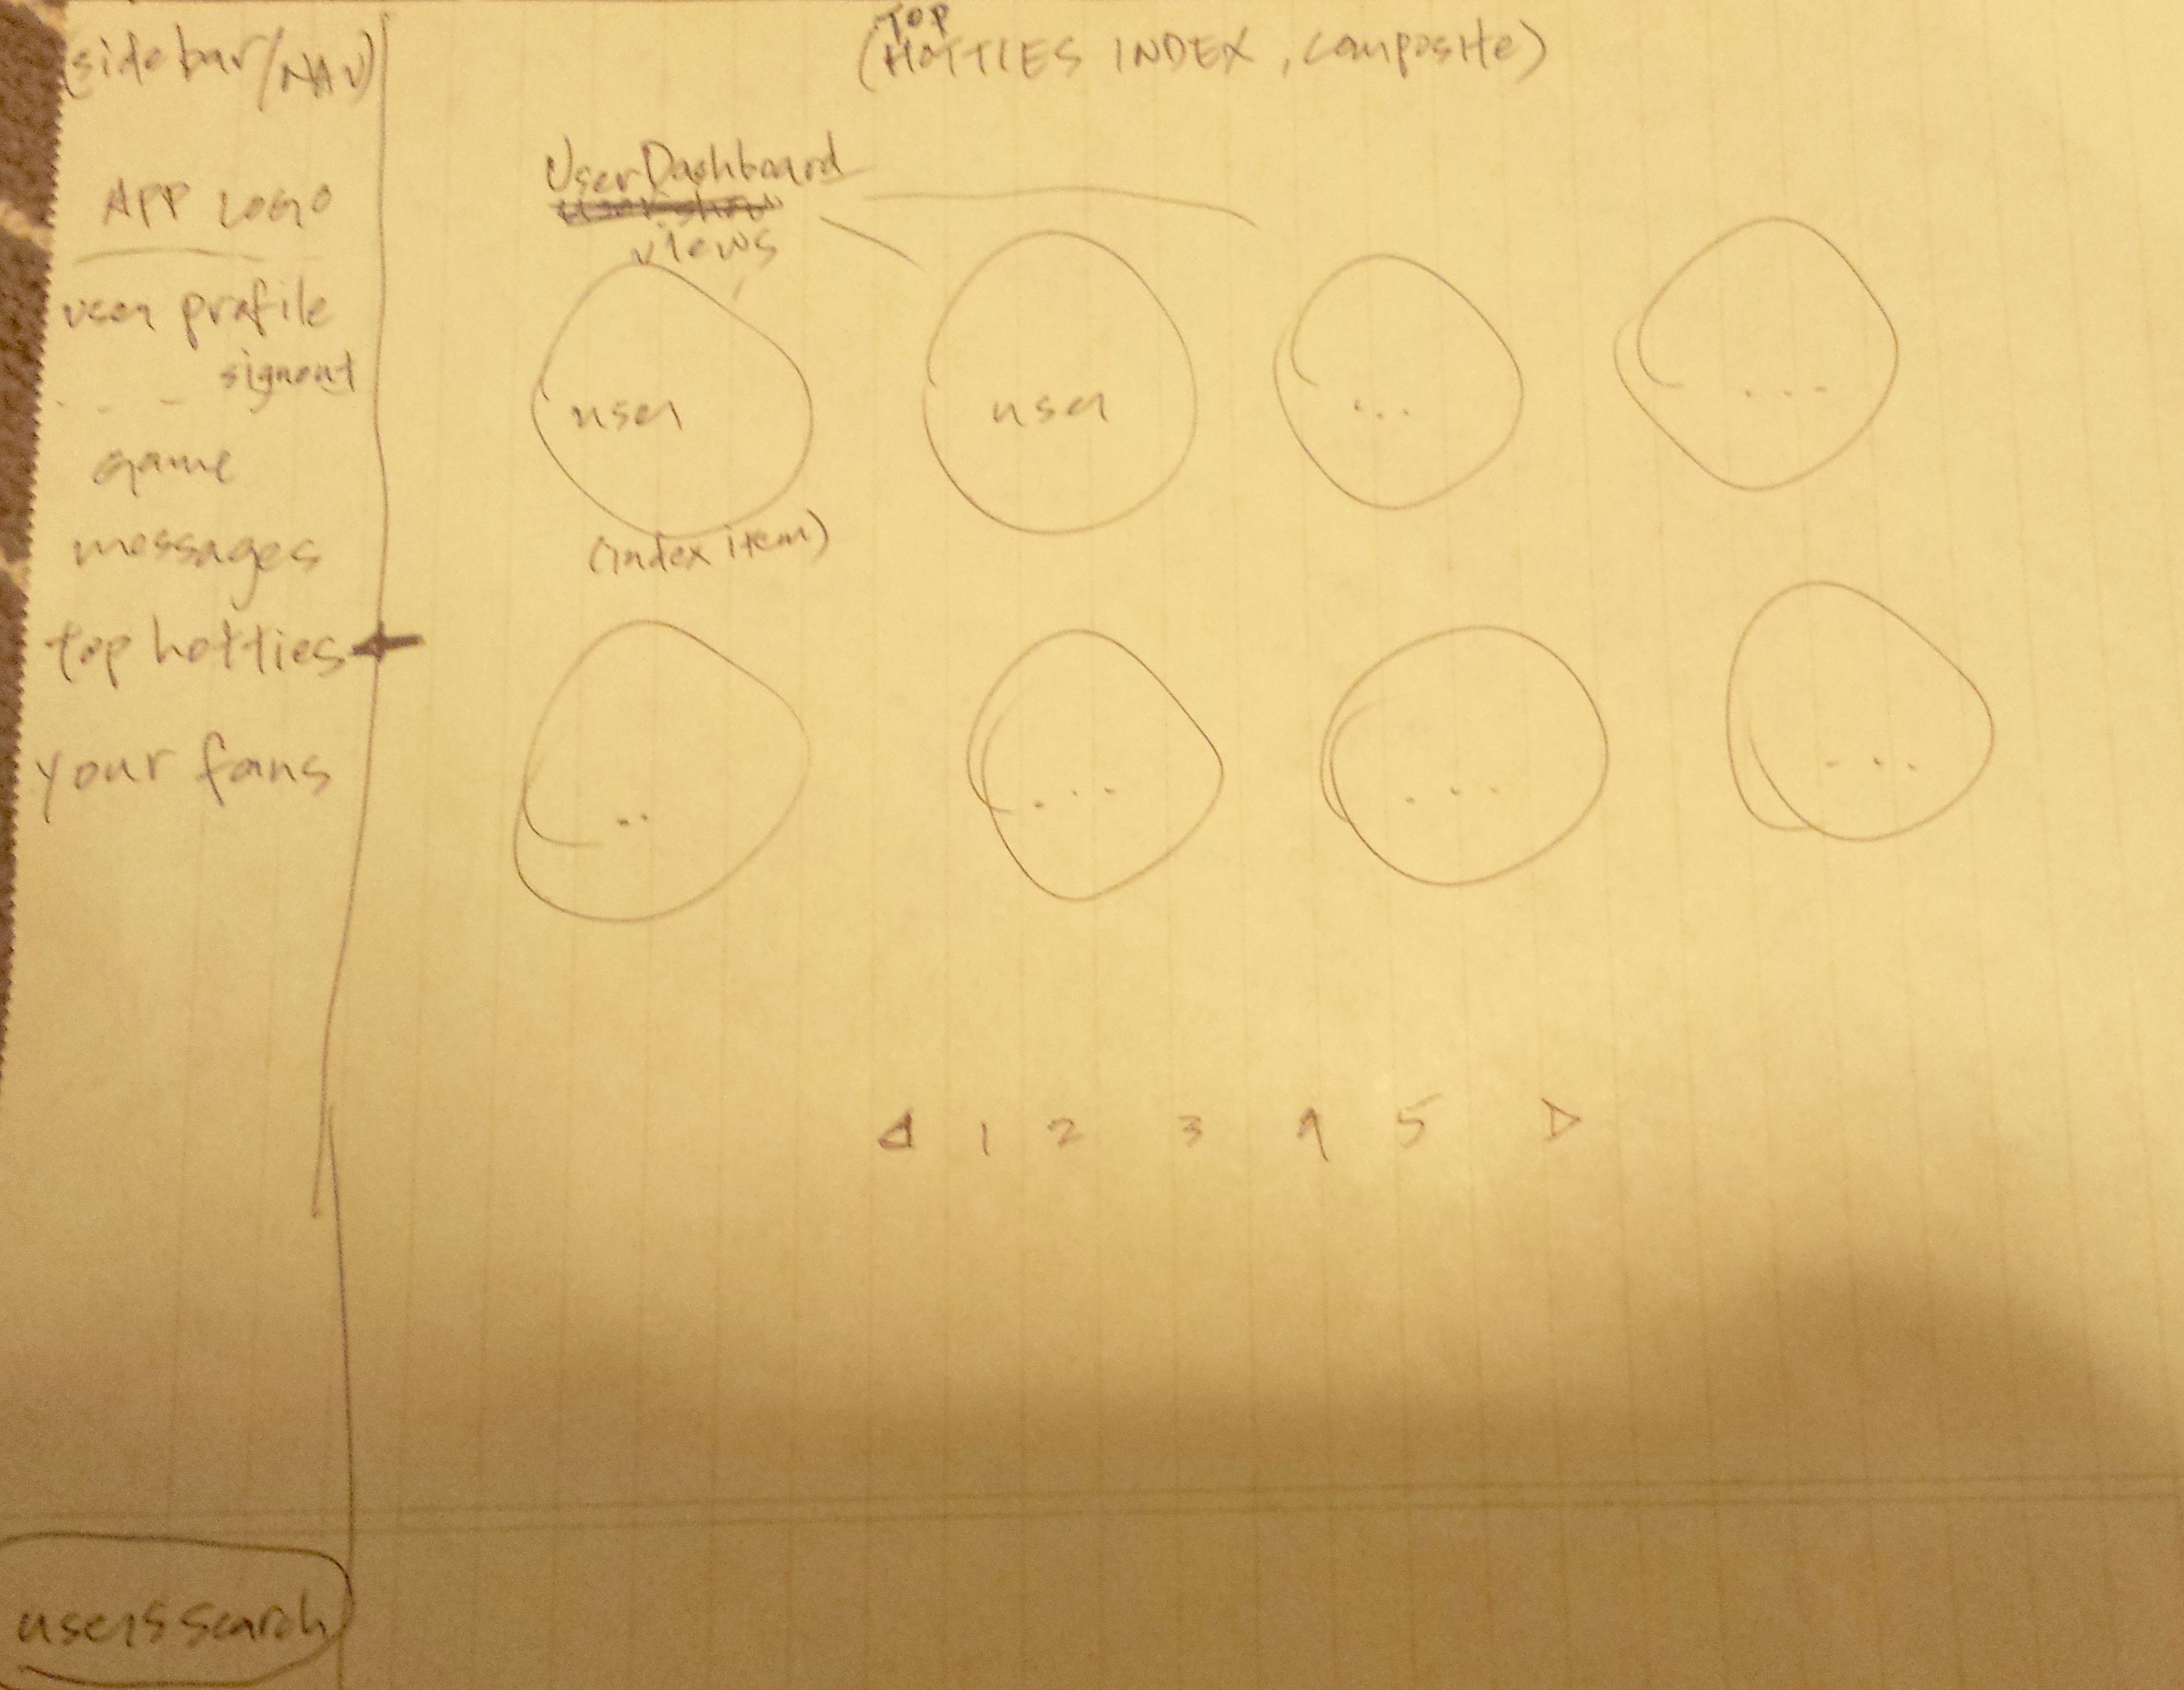 (sidebar/NAV)
APP LOGO
user profile
signout
game
messages
top hotties
your fans
users search
TOP
(HOTTIES INDEX, composite)
UserDashboard
views
user
user
...
...
(index item)
..
...
...
...
1 2 3 4 5